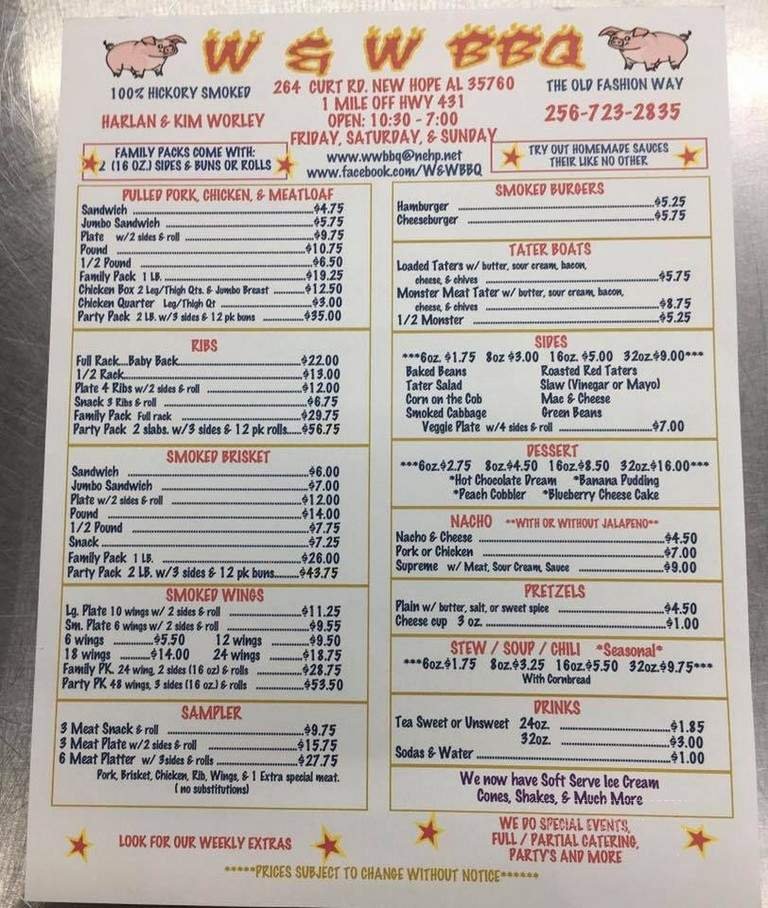 W & W BBQ
100% HICKORY SMOKED
264 CURT RD. NEW HOPE AL 35760
THE OLD FASHION WAY
1 MILE OFF HWY 431
HARLAN & KIM WORLEY
OPEN: 10:30 - 7:00
256-723-2835
FRIDAY, SATURDAY, & SUNDAY
FAMILY PACKS COME WITH:
2 (16 OZ.) SIDES & BUNS OR ROLLS
www.wwbbq@nehp.net
www.facebook.com/W&WBBQ
TRY OUT HOMEMADE SAUCES
THEIR LIKE NO OTHER
PULLED PORK, CHICKEN, & MEATLOAF
Sandwich $4.75
Jumbo Sandwich $5.75
Plate w/2 sides & roll $9.75
Pound $10.75
1/2 Pound $6.50
Family Pack 1 LB. $19.25
Chicken Box 2 Leg/Thigh Qts. & Jumbo Breast $12.50
Chicken Quarter Leg/Thigh Qt $3.00
Party Pack 2 LB. w/3 sides & 12 pk buns $35.00
RIBS
Full Rack...Baby Back $22.00
1/2 Rack $13.00
Plate 4 Ribs w/2 sides & roll $12.00
Snack 3 Ribs & roll $6.75
Family Pack Full rack $29.75
Party Pack 2 slabs. w/3 sides & 12 pk rolls $56.75
SMOKED BRISKET
Sandwich $6.00
Jumbo Sandwich $7.00
Plate w/2 sides & roll $12.00
Pound $14.00
1/2 Pound $7.75
Snack $7.25
Family Pack 1 LB. $26.00
Party Pack 2 LB. w/3 sides & 12 pk buns $43.75
SMOKED WINGS
Lg. Plate 10 wings w/ 2 sides & roll $11.25
Sm. Plate 6 wings w/ 2 sides & roll $9.55
6 wings $5.50 12 wings $9.50
18 wings $14.00 24 wings $18.75
Family PK. 24 wing, 2 sides (16 oz) & rolls $28.75
Party PK 48 wings, 3 sides (16 oz.) & rolls $53.50
SAMPLER
3 Meat Snack & roll $9.75
3 Meat Plate w/2 sides & roll $15.75
6 Meat Platter w/ 3sides & rolls $27.75
Pork, Brisket, Chicken, Rib, Wings, & 1 Extra special meat.
(no substitutions)
SMOKED BURGERS
Hamburger $5.25
Cheeseburger $5.75
TATER BOATS
Loaded Taters w/ butter, sour cream, bacon,
cheese, & chives $5.75
Monster Meat Tater w/ butter, sour cream, bacon,
cheese, & chives $8.75
1/2 Monster $5.25
SIDES
***6oz. $1.75 8oz $3.00 16oz. $5.00 32oz.$9.00***
Baked Beans Roasted Red Taters
Tater Salad Slaw (Vinegar or Mayo)
Corn on the Cob Mac & Cheese
Smoked Cabbage Green Beans
Veggie Plate w/4 sides & roll $7.00
DESSERT
***6oz.$2.75 8oz.$4.50 16oz.$8.50 32oz.$16.00***
*Hot Chocolate Dream *Banana Pudding
*Peach Cobbler *Blueberry Cheese Cake
NACHO **WITH OR WITHOUT JALAPENO**
Nacho & Cheese $4.50
Pork or Chicken $7.00
Supreme w/ Meat, Sour Cream, Sauce $9.00
PRETZELS
Plain w/ butter, salt, or sweet spice $4.50
Cheese cup 3 oz. $1.00
STEW / SOUP / CHILI *Seasonal*
***6oz.$1.75 8oz.$3.25 16oz.$5.50 32oz.$9.75***
With Cornbread
DRINKS
Tea Sweet or Unsweet 24oz. $1.85
32oz. $3.00
Sodas & Water $1.00
We now have Soft Serve Ice Cream
Cones, Shakes, & Much More
LOOK FOR OUR WEEKLY EXTRAS
WE DO SPECIAL EVENTS,
FULL / PARTIAL CATERING,
PARTY'S AND MORE
*****PRICES SUBJECT TO CHANGE WITHOUT NOTICE******